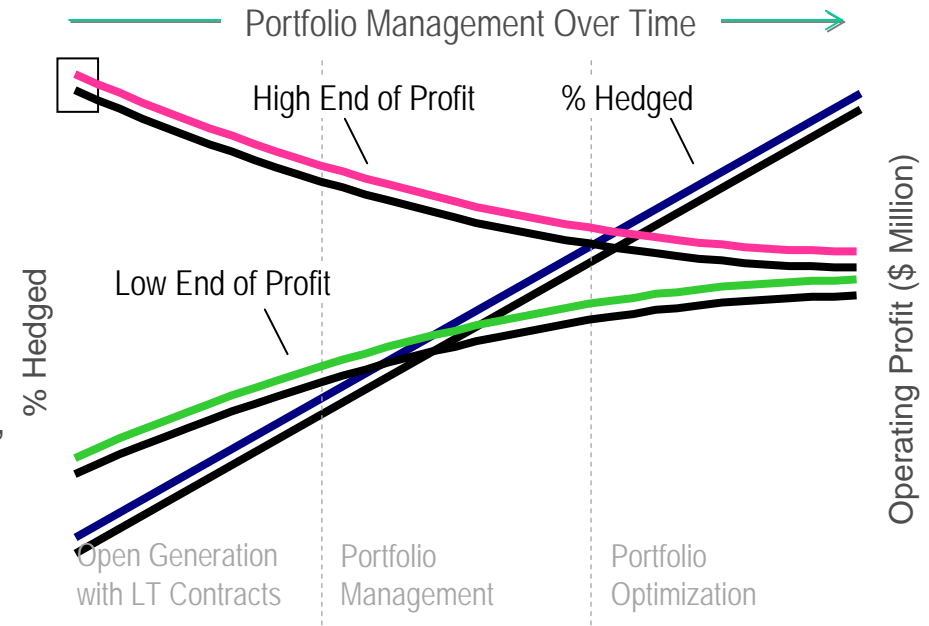 Portfolio Management Over Time
High End of Profit
% Hedged
Low End of Profit
% Hedged
Operating Profit ($ Million)
Open Generation
with LT Contracts
Portfolio
Management
Portfolio
Optimization